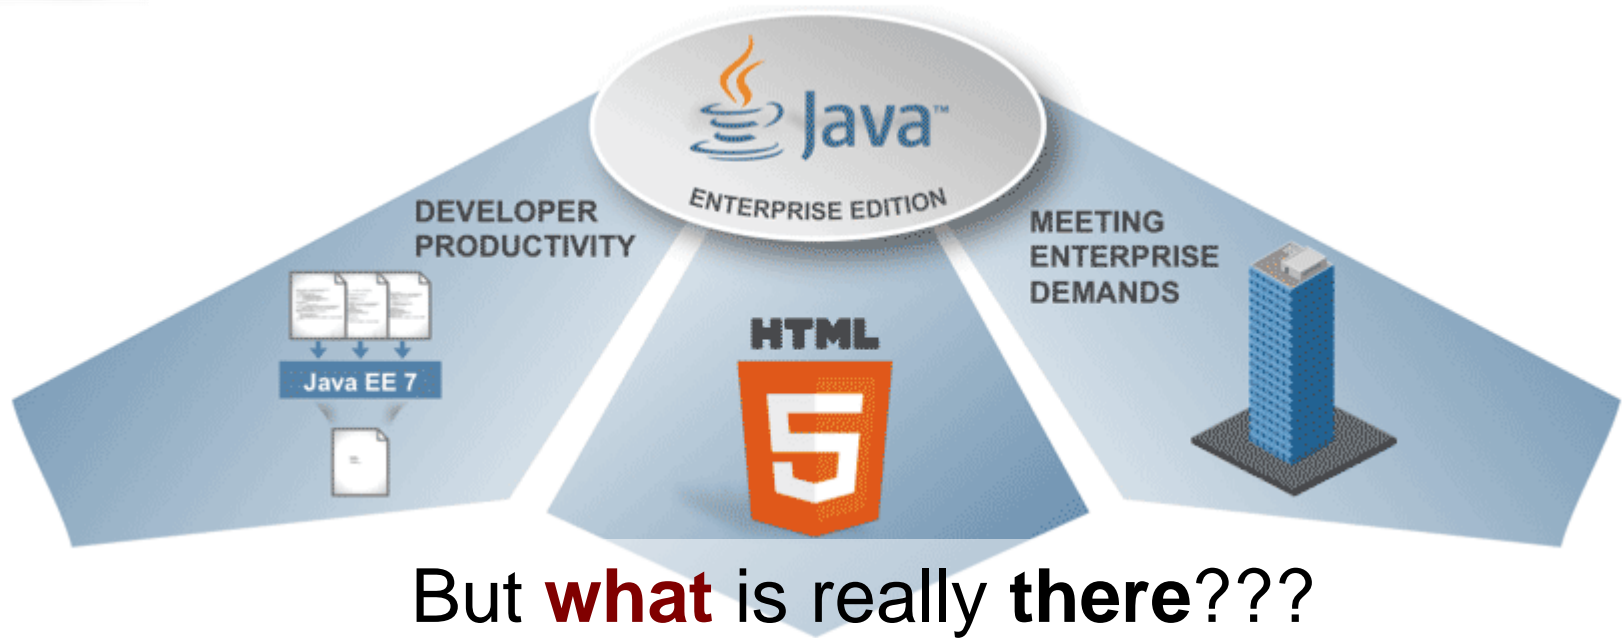 Java™
ENTERPRISE EDITION
DEVELOPER
PRODUCTIVITY
Java EE 7
HTML
5
MEETING
ENTERPRISE
DEMANDS
But what is really there???